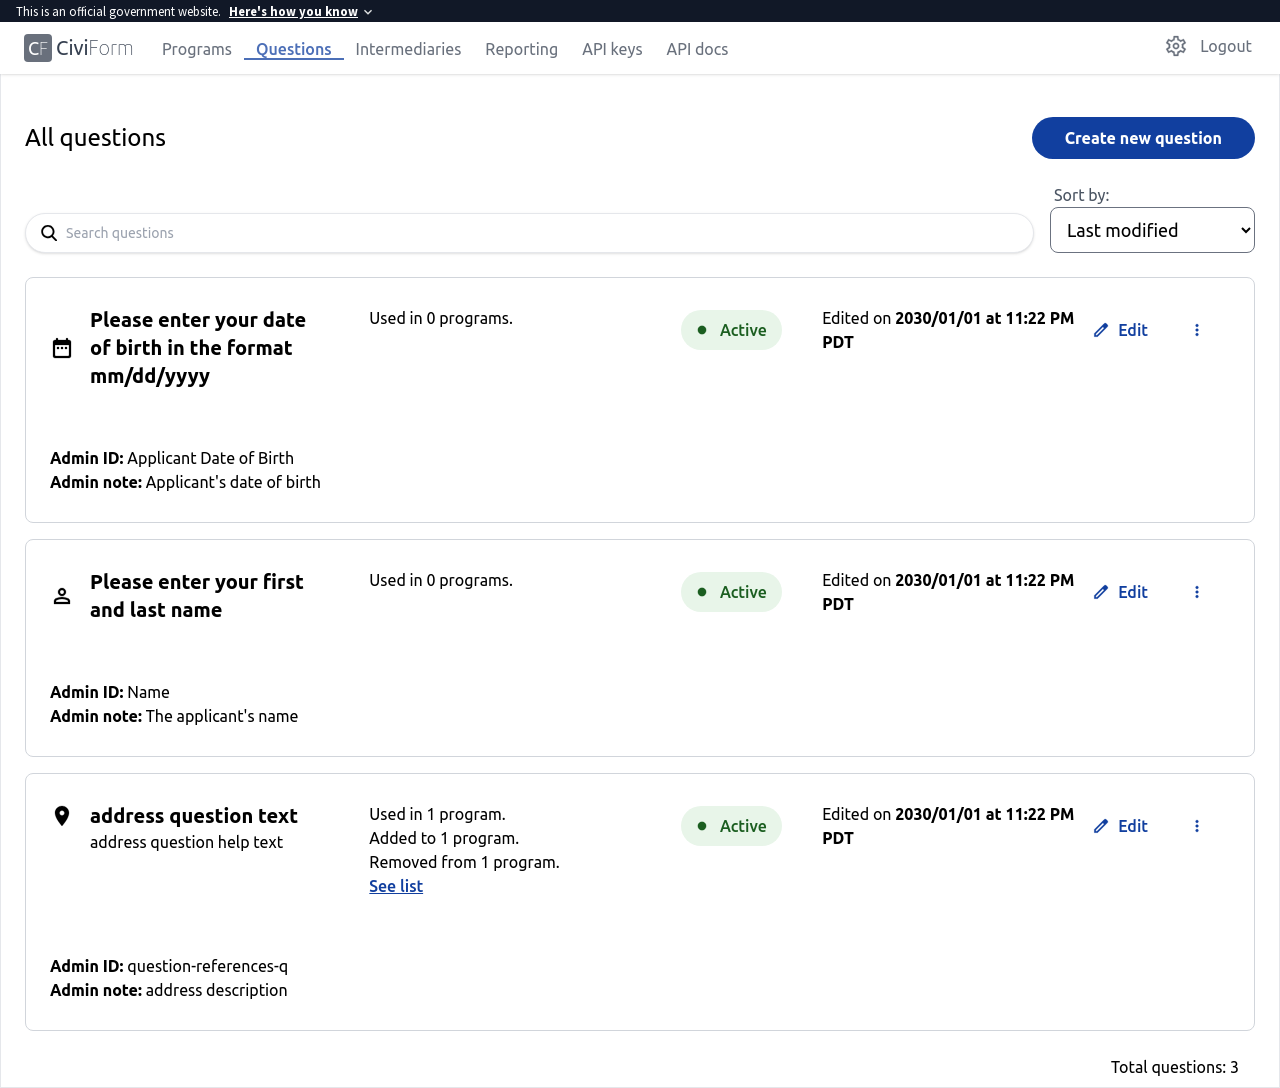 This is an official government website. Here's how you know
CF CiviForm Programs Questions Intermediaries Reporting API keys API docs Logout
All questions
Create new question
Sort by:
Search questions
Last modified
Please enter your date
of birth in the format
mm/dd/yyyy
Used in 0 programs.
Active
Edited on 2030/01/01 at 11:22 PM
PDT
Edit
Admin ID: Applicant Date of Birth
Admin note: Applicant's date of birth
Please enter your first
and last name
Used in 0 programs.
Active
Edited on 2030/01/01 at 11:22 PM
PDT
Edit
Admin ID: Name
Admin note: The applicant's name
address question text
address question help text
Used in 1 program.
Added to 1 program.
Removed from 1 program.
See list
Active
Edited on 2030/01/01 at 11:22 PM
PDT
Edit
Admin ID: question-references-q
Admin note: address description
Total questions: 3